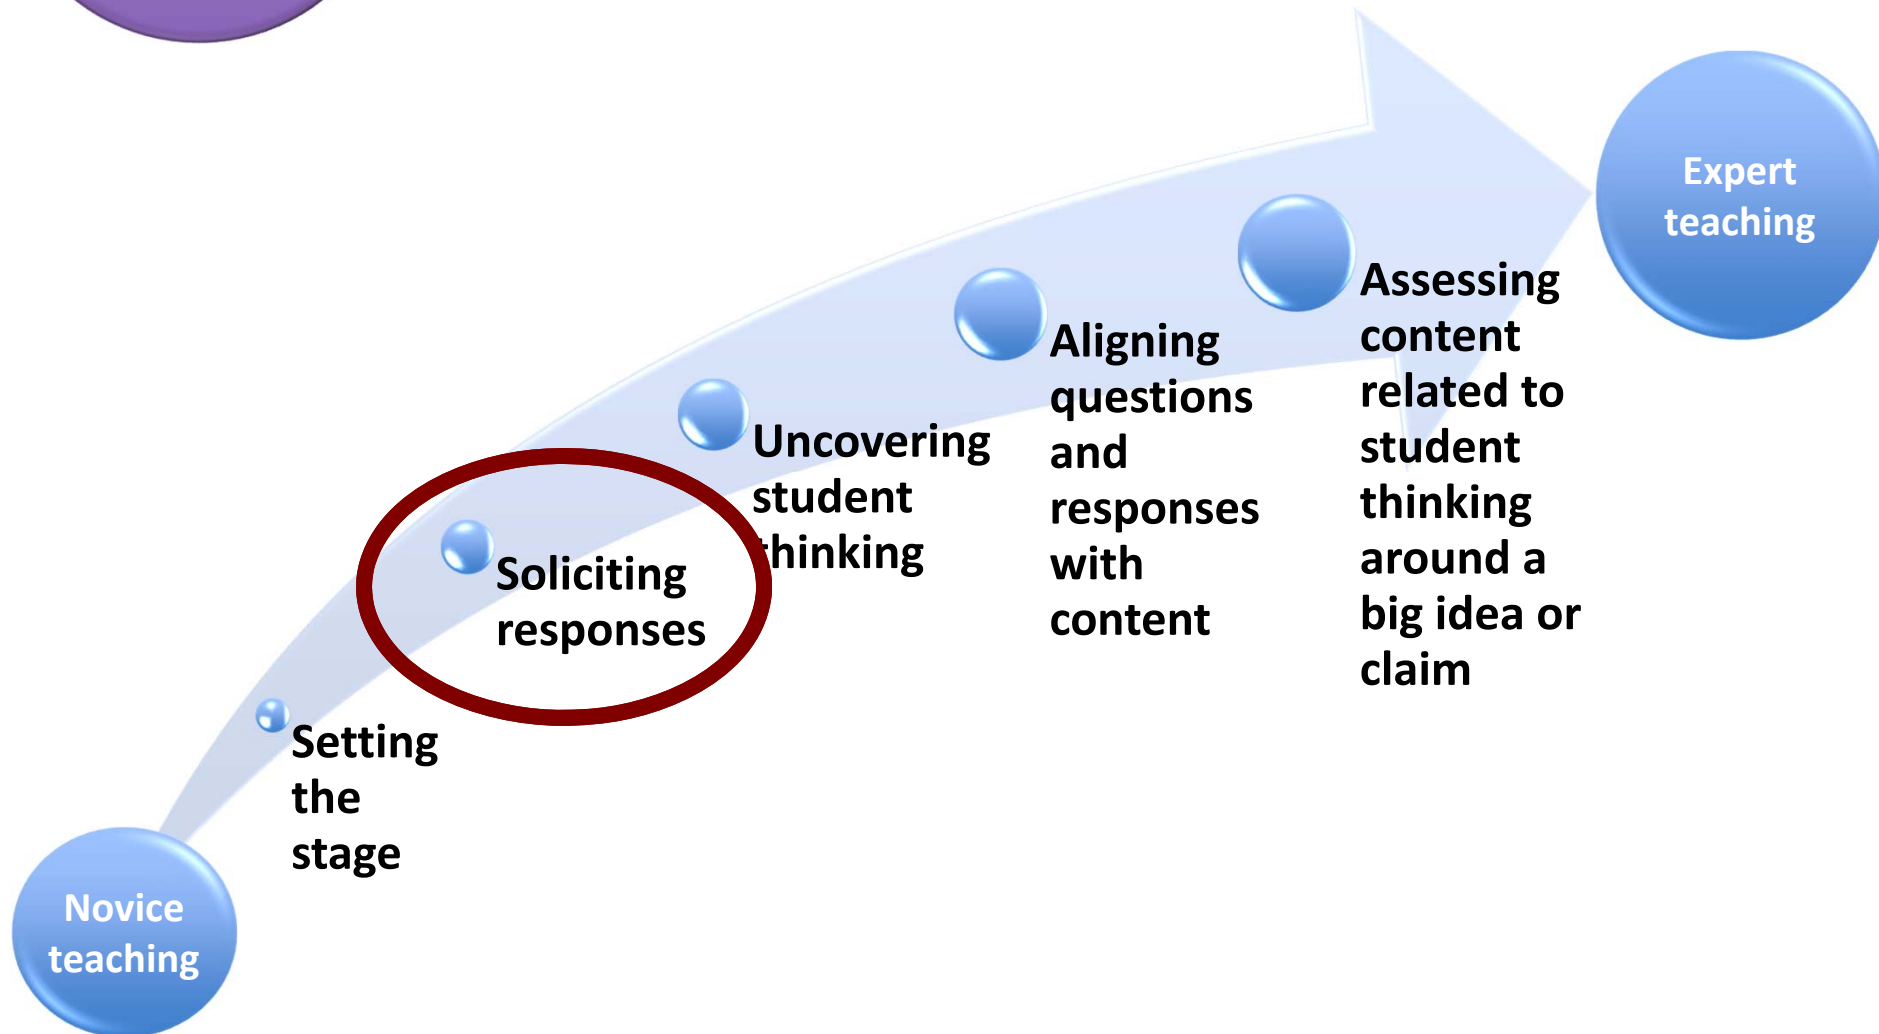 Expert
teaching
Assessing
content
related to
student
thinking
around a
big idea or
claim
Aligning
questions
and
responses
with
content
Uncovering
student
thinking
Soliciting
responses
Setting
the
stage
Novice
teaching